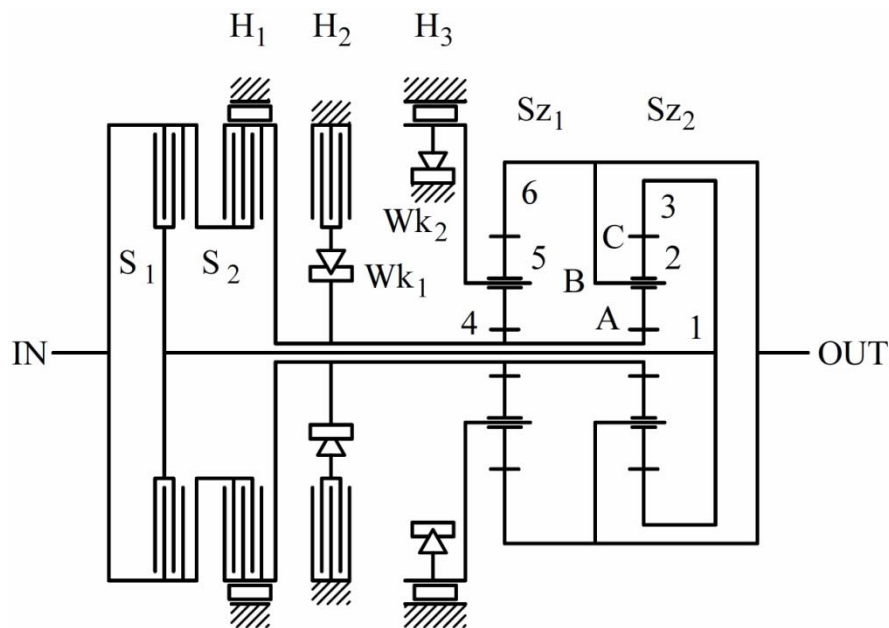 H₁ H₂ H₃
Sz₁ Sz₂
6 3
Wk₂ C
S₁ S₂ 5 2
Wk₁ B
4 A 1
IN OUT